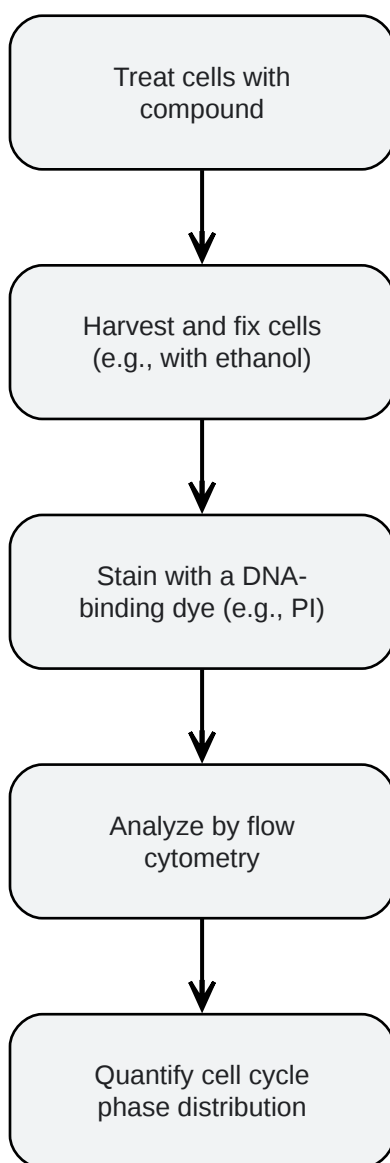 Treat cells with
compound
Harvest and fix cells
(e.g., with ethanol)
Stain with a DNA-
binding dye (e.g., PI)
Analyze by flow
cytometry
Quantify cell cycle
phase distribution